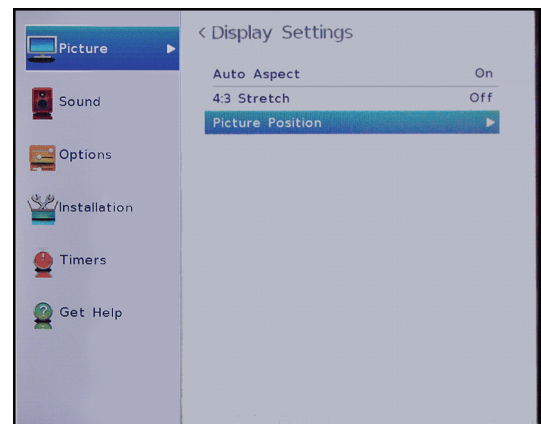 < Display Settings
Picture
Auto Aspect On
4:3 Stretch Off
Picture Position
Sound
Options
Installation
Timers
Get Help